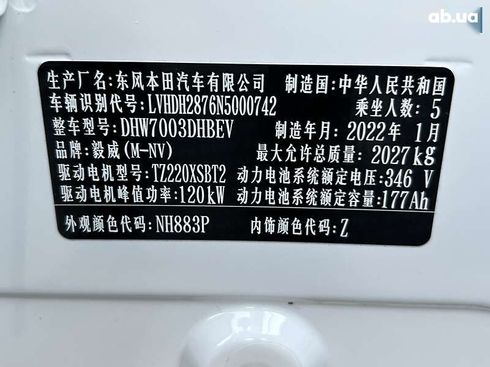 ab.ua
生产厂名:东风本田汽车有限公司 制造国:中华人民共和国
车辆识别代号:LVHDH2876N5000742 乘坐人数:5
整车型号:DHW7003DHBEV 制造年月:2022年1月
品牌:毅威(M-NV) 最大允许总质量:2027kg
驱动电机型号:TZ220XSBT2 动力电池系统额定电压:346 V
驱动电机峰值功率:120kW 动力电池系统额定容量:177Ah
外观颜色代码:NH883P 内饰颜色代码:Z